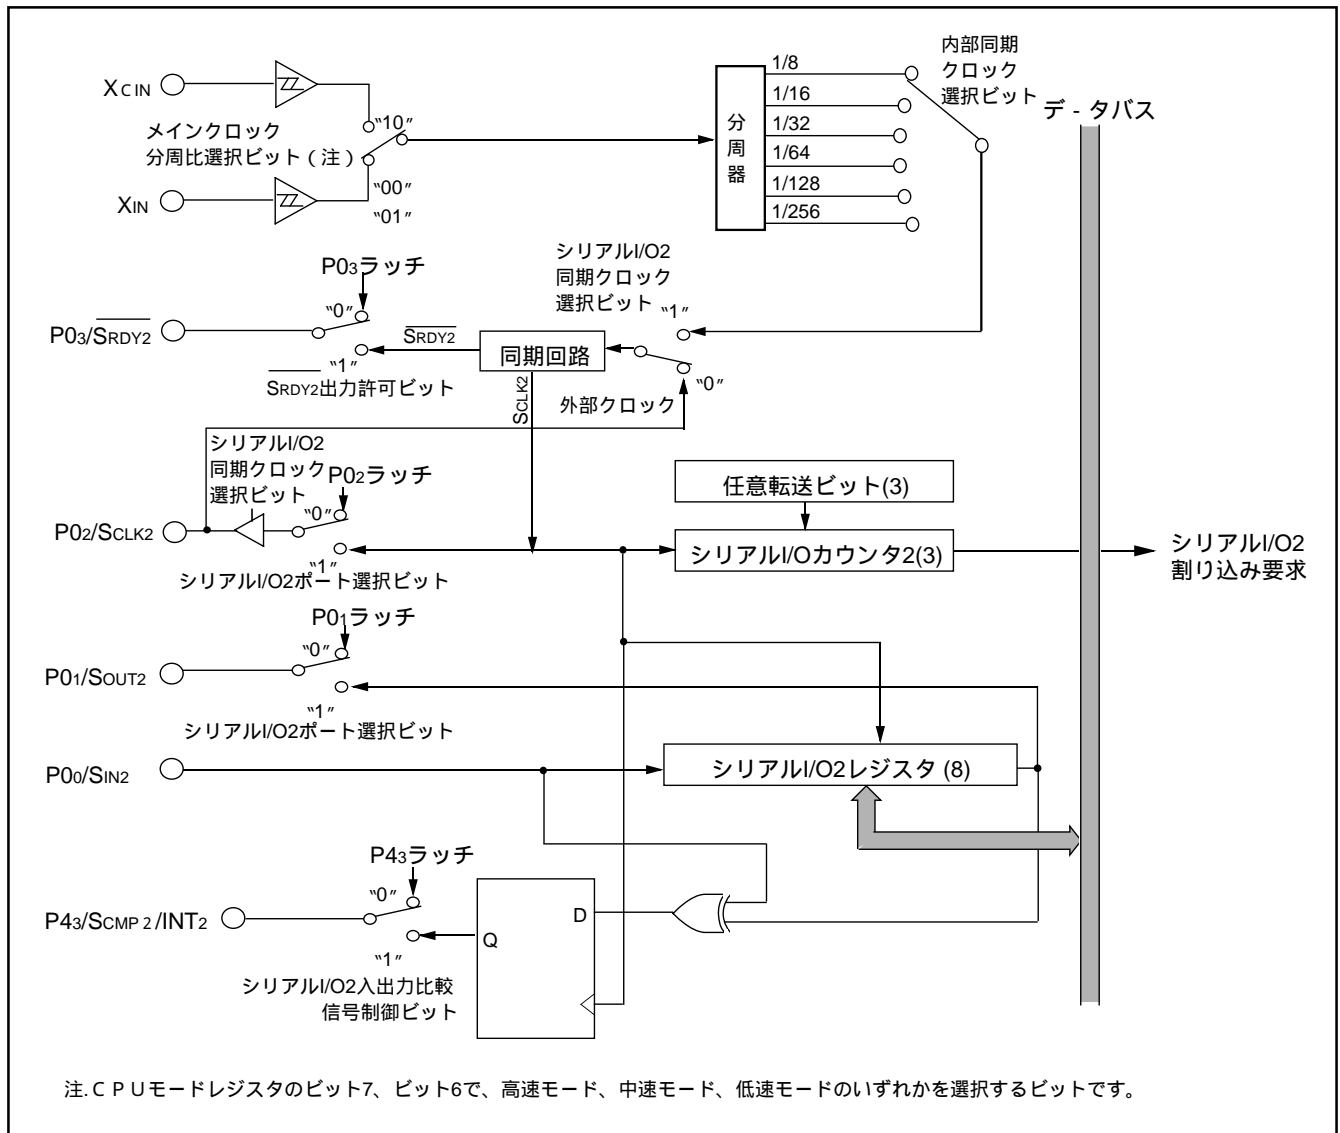 XCIN
メインクロック
分周比選択ビット（注）
"10"
XIN
"00"
"01"
分周器
1/8
1/16
1/32
1/64
1/128
1/256
内部同期
クロック
選択ビット
デ - タバス
P03ラッチ
"0"
P03/SRDY2
"1"
SRDY2
SRDY2出力許可ビット
同期回路
シリアルI/O2
同期クロック
選択ビット
"1"
"0"
外部クロック
SCLK2
シリアルI/O2
同期クロック
選択ビット
P02ラッチ
"0"
P02/SCLK2
"1"
シリアルI/O2ポート選択ビット
任意転送ビット(3)
シリアルI/Oカウンタ2(3)
シリアルI/O2
割り込み要求
P01ラッチ
"0"
P01/SOUT2
"1"
シリアルI/O2ポート選択ビット
P00/SIN2
シリアルI/O2レジスタ (8)
P43ラッチ
"0"
P43/SCMP2/INT2
"1"
シリアルI/O2入出力比較
信号制御ビット
D
Q
注.ＣＰＵモードレジスタのビット7、ビット6で、高速モード、中速モード、低速モードのいずれかを選択するビットです。